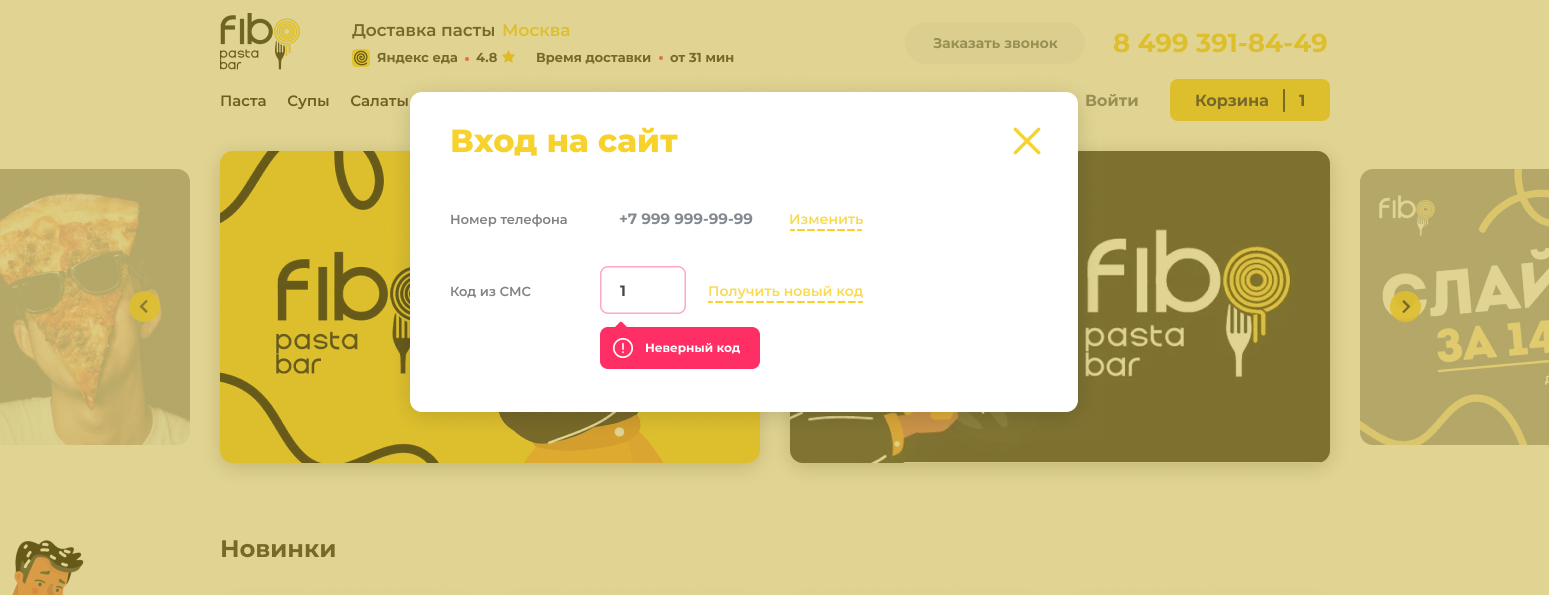 fibo
pasta
bar
Доставка пасты Москва
Яндекс еда • 4.8 Время доставки • от 31 мин
Заказать звонок
8 499 391-84-49
Паста Супы Салаты
Войти
Корзина 1
Вход на сайт
Номер телефона +7 999 999-99-99 Изменить
Код из СМС 1 Получить новый код
Неверный код
fibo
pasta
bar
fibo
pasta
bar
fibo
ЗА 14
Новинки